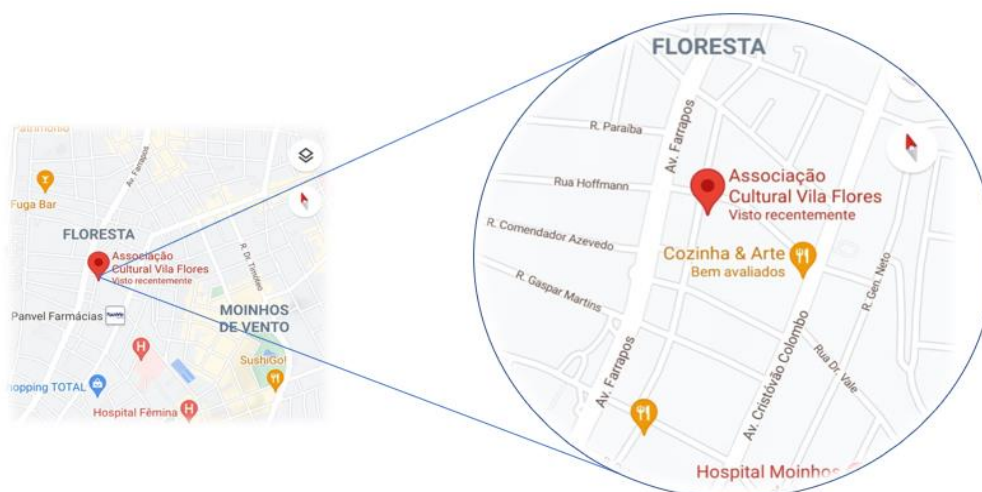 Av. Farrapos
Fuga Bar
FLORESTA
Associação
Cultural Vila Flores
Visto recentemente
R. Dr. Timóteo
Panvel Farmácias
MOINHOS
DE VENTO
SushiGo!
opping TOTAL
Hospital Fêmina
FLORESTA
R. Paraíba
Av. Farrapos
Rua Hoffmann
Associação
Cultural Vila Flores
Visto recentemente
R. Comendador Azevedo
Cozinha & Arte
Bem avaliados
R. Gaspar Martins
R. Gen. Neto
Av. Farrapos
Av. Cristóvão Colombo
Rua Dr. Vale
Hospital Moinhos